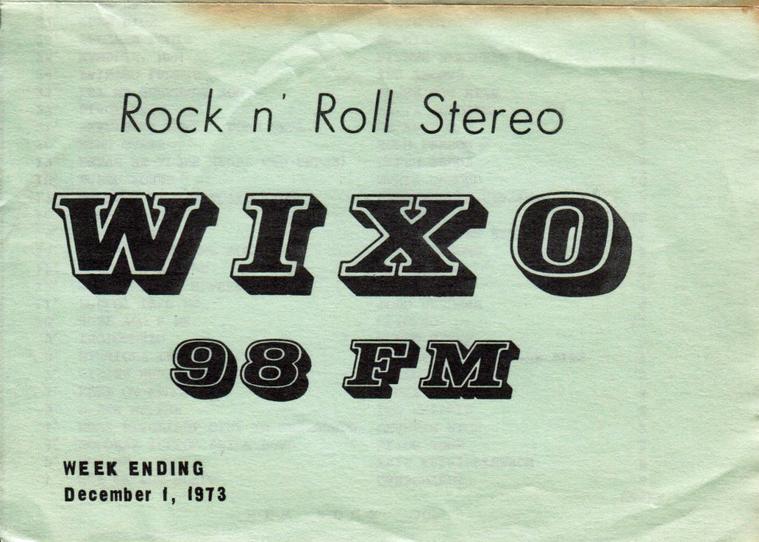 Rock n' Roll Stereo
WIXO
98 FM
WEEK ENDING
December 1, 1973